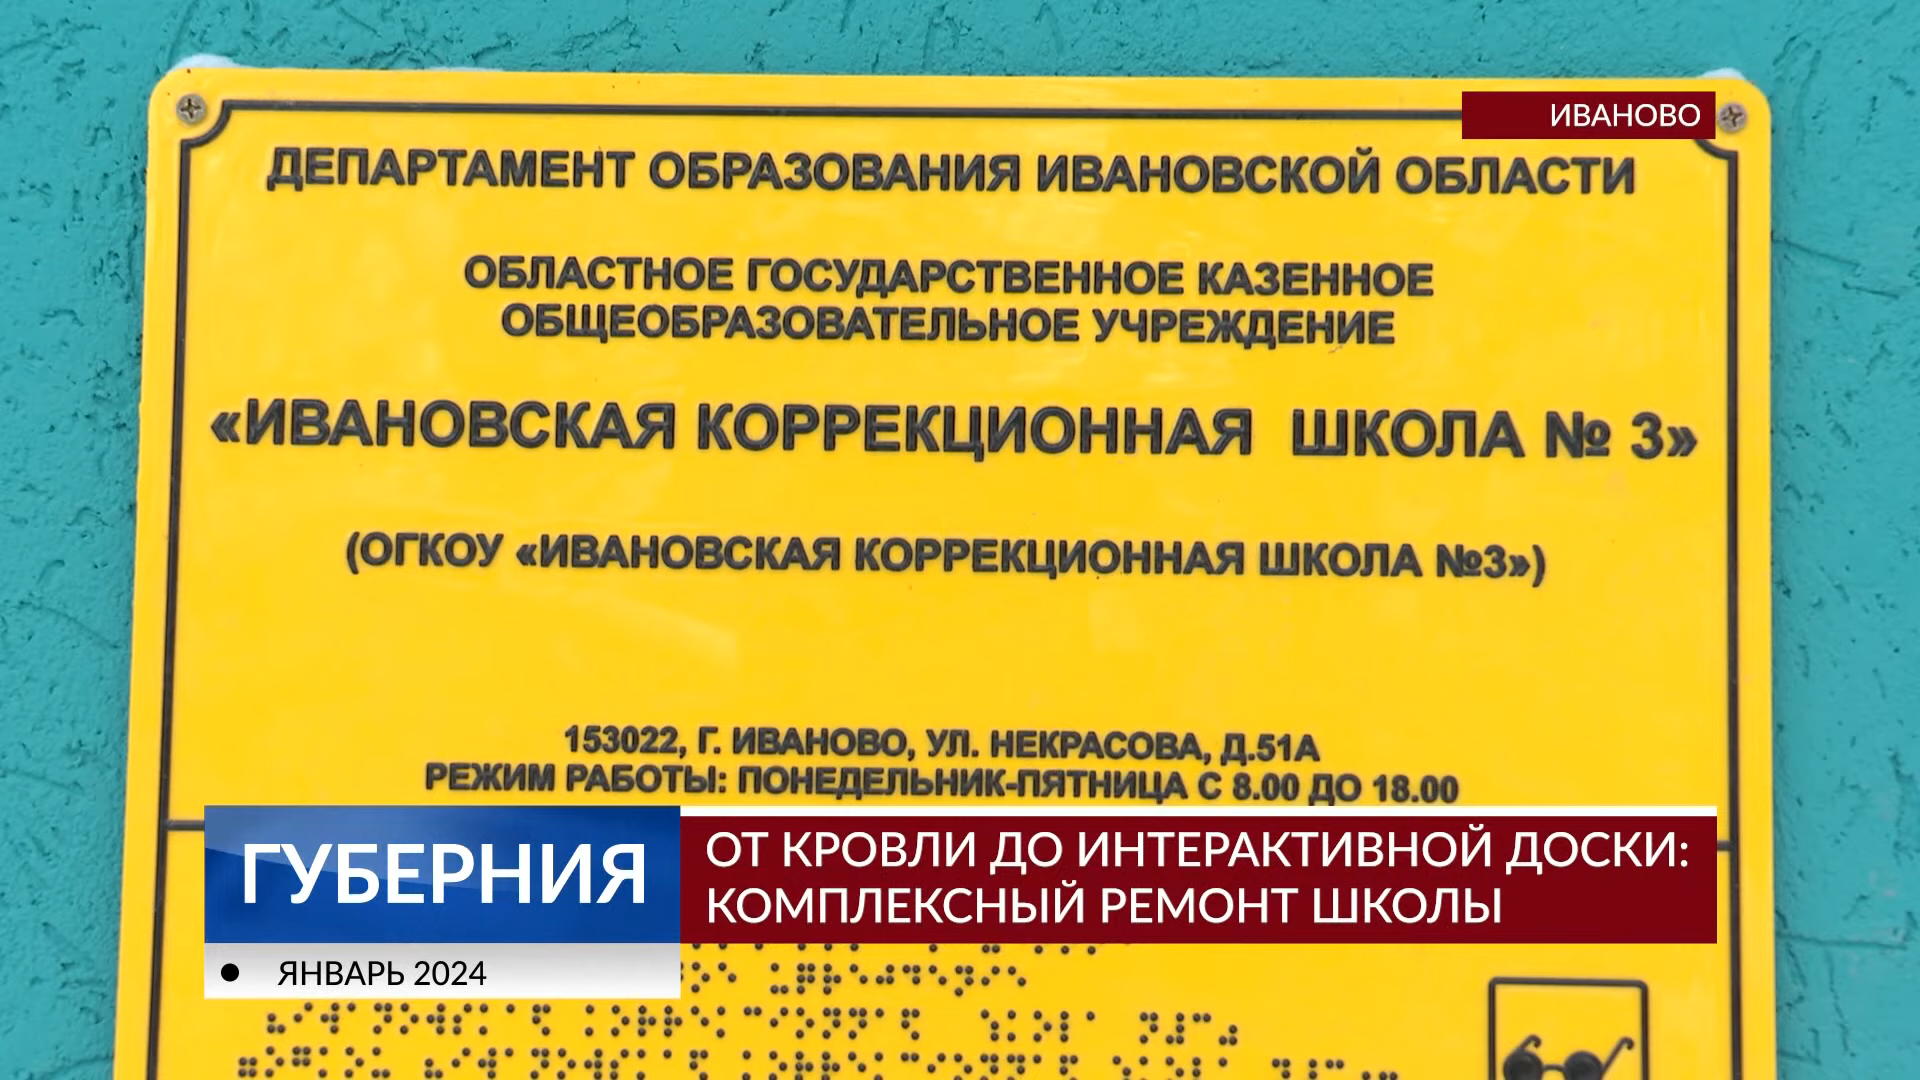 ИВАНОВО
ДЕПАРТАМЕНТ ОБРАЗОВАНИЯ ИВАНОВСКОЙ ОБЛАСТИ
ОБЛАСТНОЕ ГОСУДАРСТВЕННОЕ КАЗЕННОЕ
ОБЩЕОБРАЗОВАТЕЛЬНОЕ УЧРЕЖДЕНИЕ
«ИВАНОВСКАЯ КОРРЕКЦИОННАЯ ШКОЛА № 3»
(ОГКОУ «ИВАНОВСКАЯ КОРРЕКЦИОННАЯ ШКОЛА №3»)
153022, Г. ИВАНОВО, УЛ. НЕКРАСОВА, Д.51А
РЕЖИМ РАБОТЫ: ПОНЕДЕЛЬНИК-ПЯТНИЦА С 8.00 ДО 18.00
ГУБЕРНИЯ
ОТ КРОВЛИ ДО ИНТЕРАКТИВНОЙ ДОСКИ:
КОМПЛЕКСНЫЙ РЕМОНТ ШКОЛЫ
• ЯНВАРЬ 2024